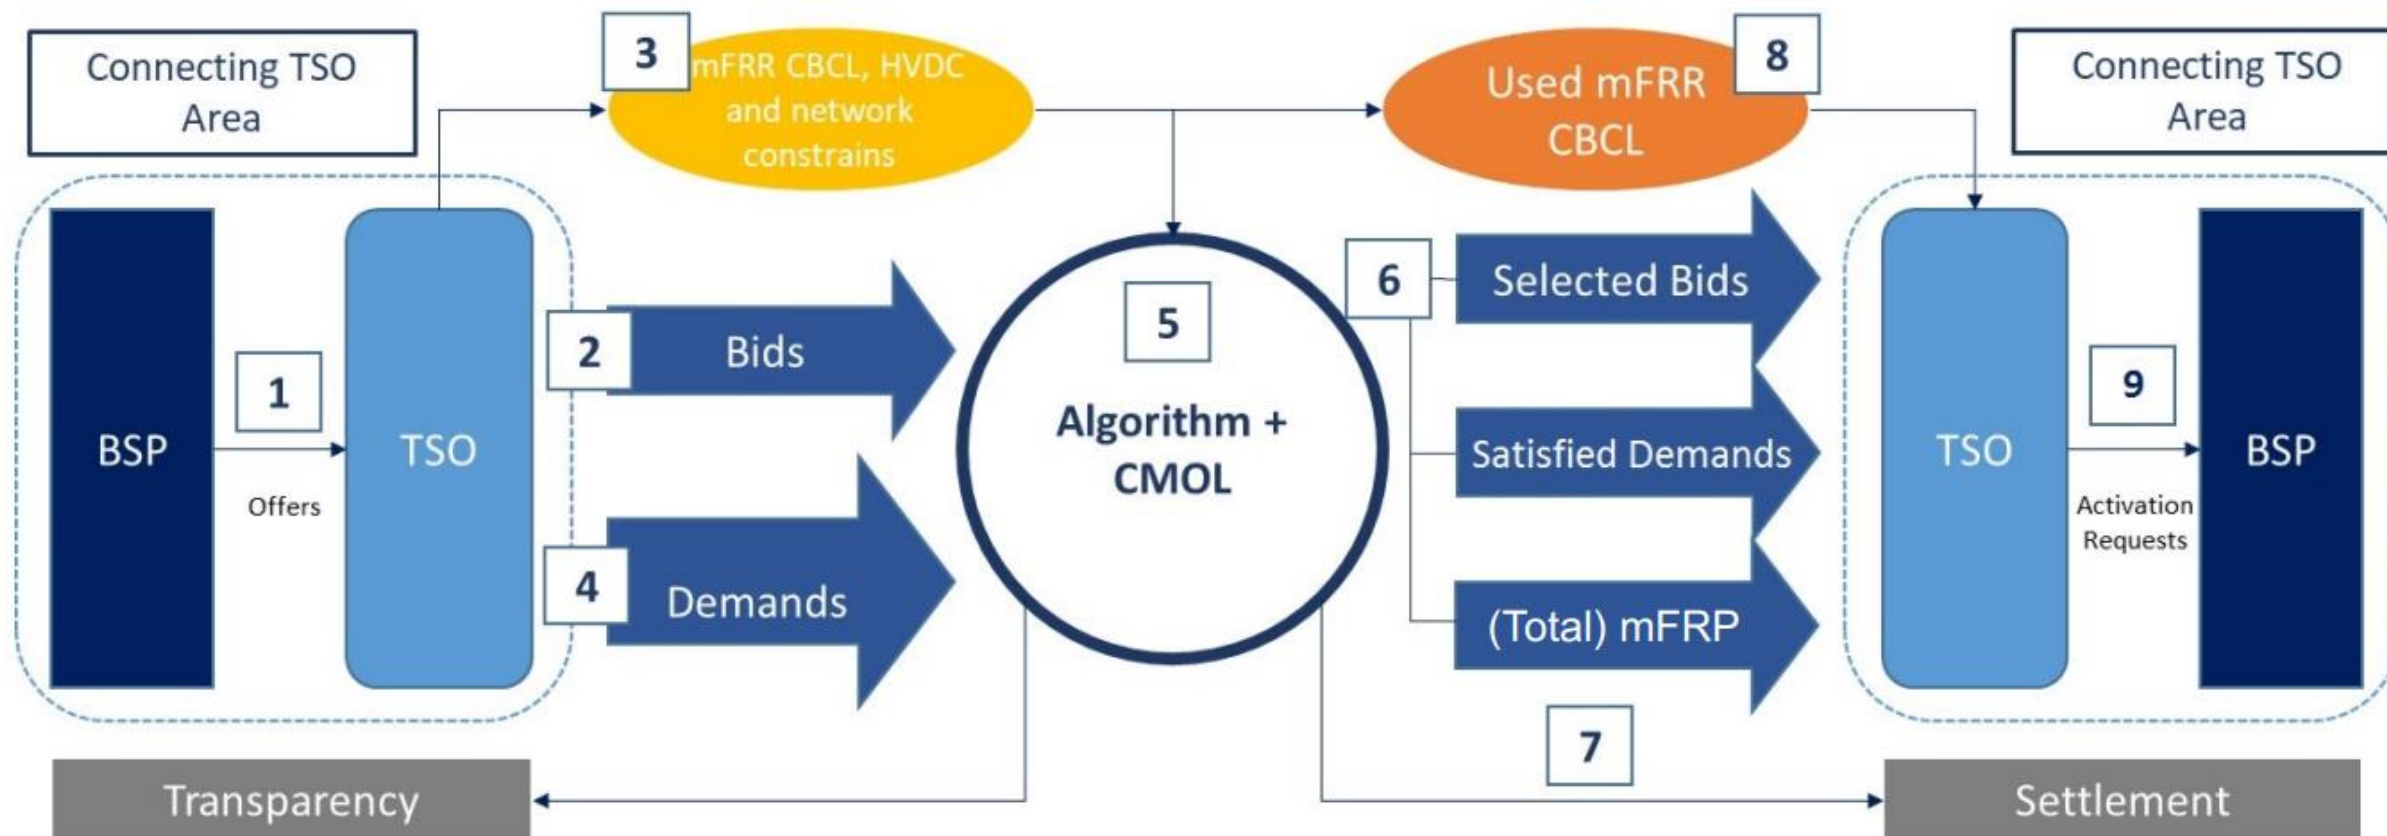 Connecting TSO
Area
3
mFRR CBCL, HVDC
and network
constrains
Used mFRR
CBCL
8
Connecting TSO
Area
BSP
1
Offers
TSO
2
Bids
4
Demands
5
Algorithm +
CMOL
6
Selected Bids
Satisfied Demands
(Total) mFRP
7
TSO
9
Activation
Requests
BSP
Transparency
Settlement